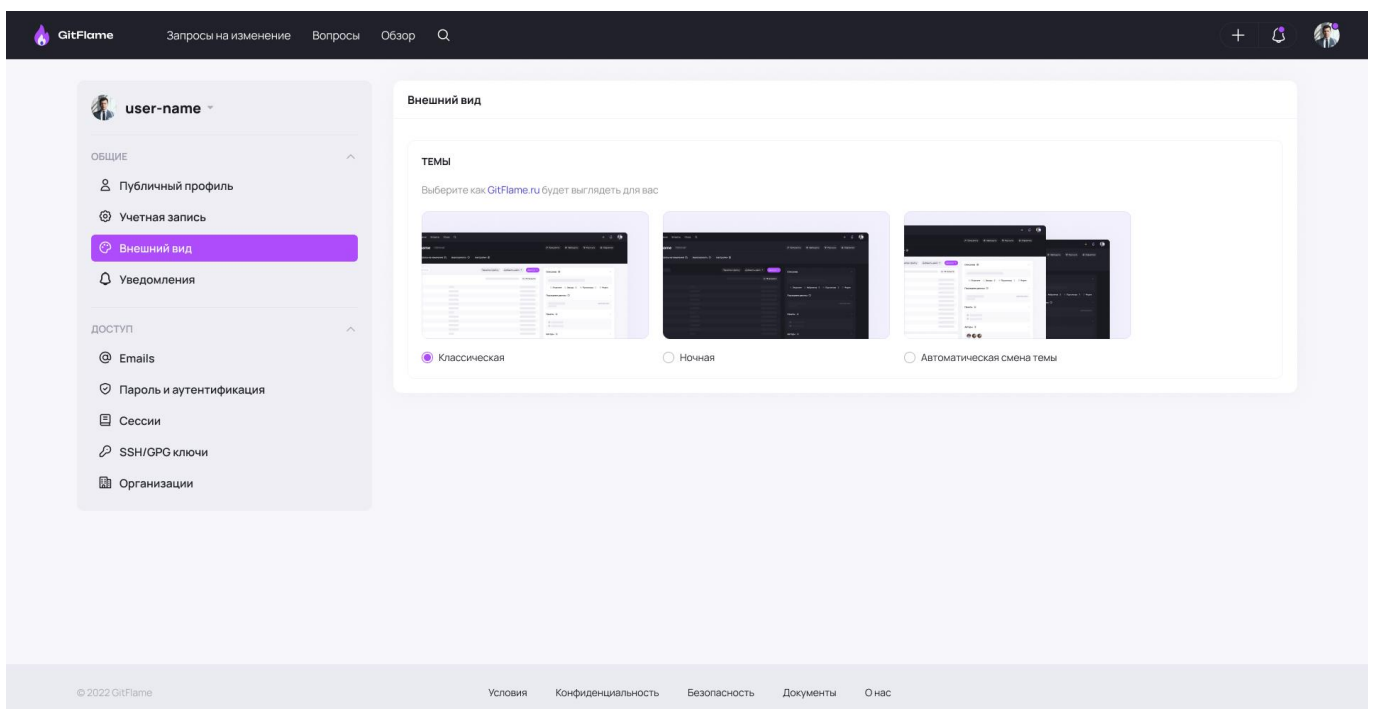 GitFlame Запросы на изменение Вопросы Обзор
user-name
ОБЩИЕ
Публичный профиль
Учетная запись
Внешний вид
Уведомления
ДОСТУП
Emails
Пароль и аутентификация
Сессии
SSH/GPG ключи
Организации
Внешний вид
ТЕМЫ
Выберите как GitFlame.ru будет выглядеть для вас
Классическая
Ночная
Автоматическая смена темы
© 2022 GitFlame Условия Конфиденциальность Безопасность Документы О нас